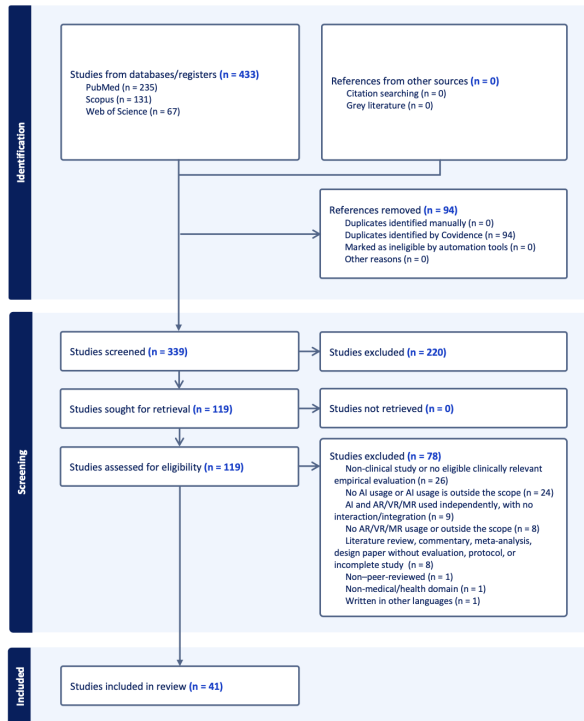 Identification
Studies from databases/registers (n = 433)
PubMed (n = 235)
Scopus (n = 131)
Web of Science (n = 67)
References from other sources (n = 0)
Citation searching (n = 0)
Grey literature (n = 0)
References removed (n = 94)
Duplicates identified manually (n = 0)
Duplicates identified by Covidence (n = 94)
Marked as ineligible by automation tools (n = 0)
Other reasons (n = 0)
Screening
Studies screened (n = 339)
Studies excluded (n = 220)
Studies sought for retrieval (n = 119)
Studies not retrieved (n = 0)
Studies assessed for eligibility (n = 119)
Studies excluded (n = 78)
Non-clinical study or no eligible clinically relevant
empirical evaluation (n = 26)
No AI usage or AI usage is outside the scope (n = 24)
AI and AR/VR/MR used independently, with no
interaction/integration (n = 9)
No AR/VR/MR usage or outside the scope (n = 8)
Literature review, commentary, meta-analysis,
design paper without evaluation, protocol, or
incomplete study (n = 8)
Non–peer-reviewed (n = 1)
Non-medical/health domain (n = 1)
Written in other languages (n = 1)
Included
Studies included in review (n = 41)